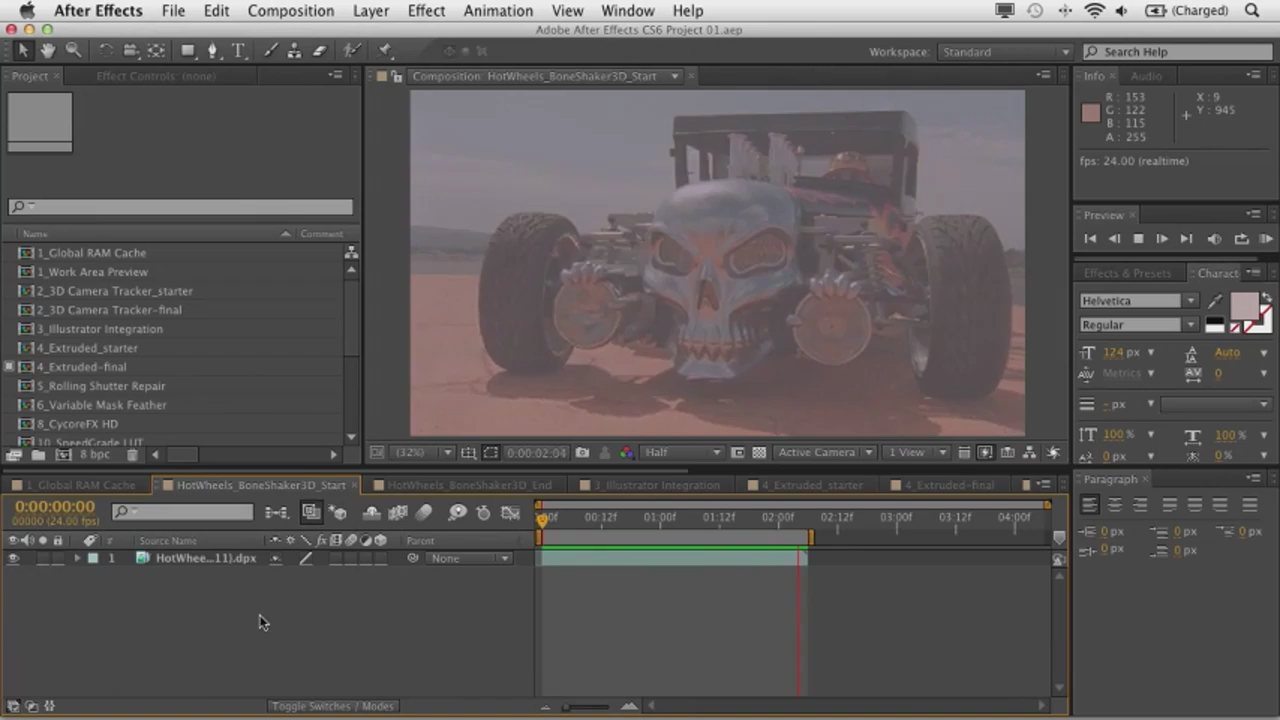 After Effects File Edit Composition Layer Effect Animation View Window Help (Charged)
Adobe After Effects CS6 Project 01.aep
Workspace: Standard Search Help
Project Effect Controls: (none)
Composition: HotWheels_BoneShaker3D_Start
Info Audio
R: 153 X: 9
G: 122 Y: 945
B: 115
A: 255
fps: 24.00 (realtime)
Preview
Effects & Presets Charact
Helvetica
Regular
124 px Auto
Metrics 0
- px
100 % 100 %
0 px 0 %
Paragraph
0 px 0 px 0 px
0 px 0 px
Name Comment
1_Global RAM Cache
1_Work Area Preview
2_3D Camera Tracker_starter
2_3D Camera Tracker-final
3_Illustrator Integration
4_Extruded_starter
4_Extruded-final
5_Rolling Shutter Repair
6_Variable Mask Feather
8_CycoreFX HD
10_SpeedGrade LUT
8 bpc
(32%) 0:00:02:04 Half Active Camera 1 View
1_Global RAM Cache HotWheels_BoneShaker3D_Start HotWheels_BoneShaker3D_End 3_Illustrator Integration 4_Extruded_starter 4_Extruded-final
0:00:00:00
00000 (24.00 fps)
00f 00:12f 01:00f 01:12f 02:00f 02:12f 03:00f 03:12f 04:00f
# Source Name Parent
1 HotWhee...11}.dpx None
Toggle Switches / Modes